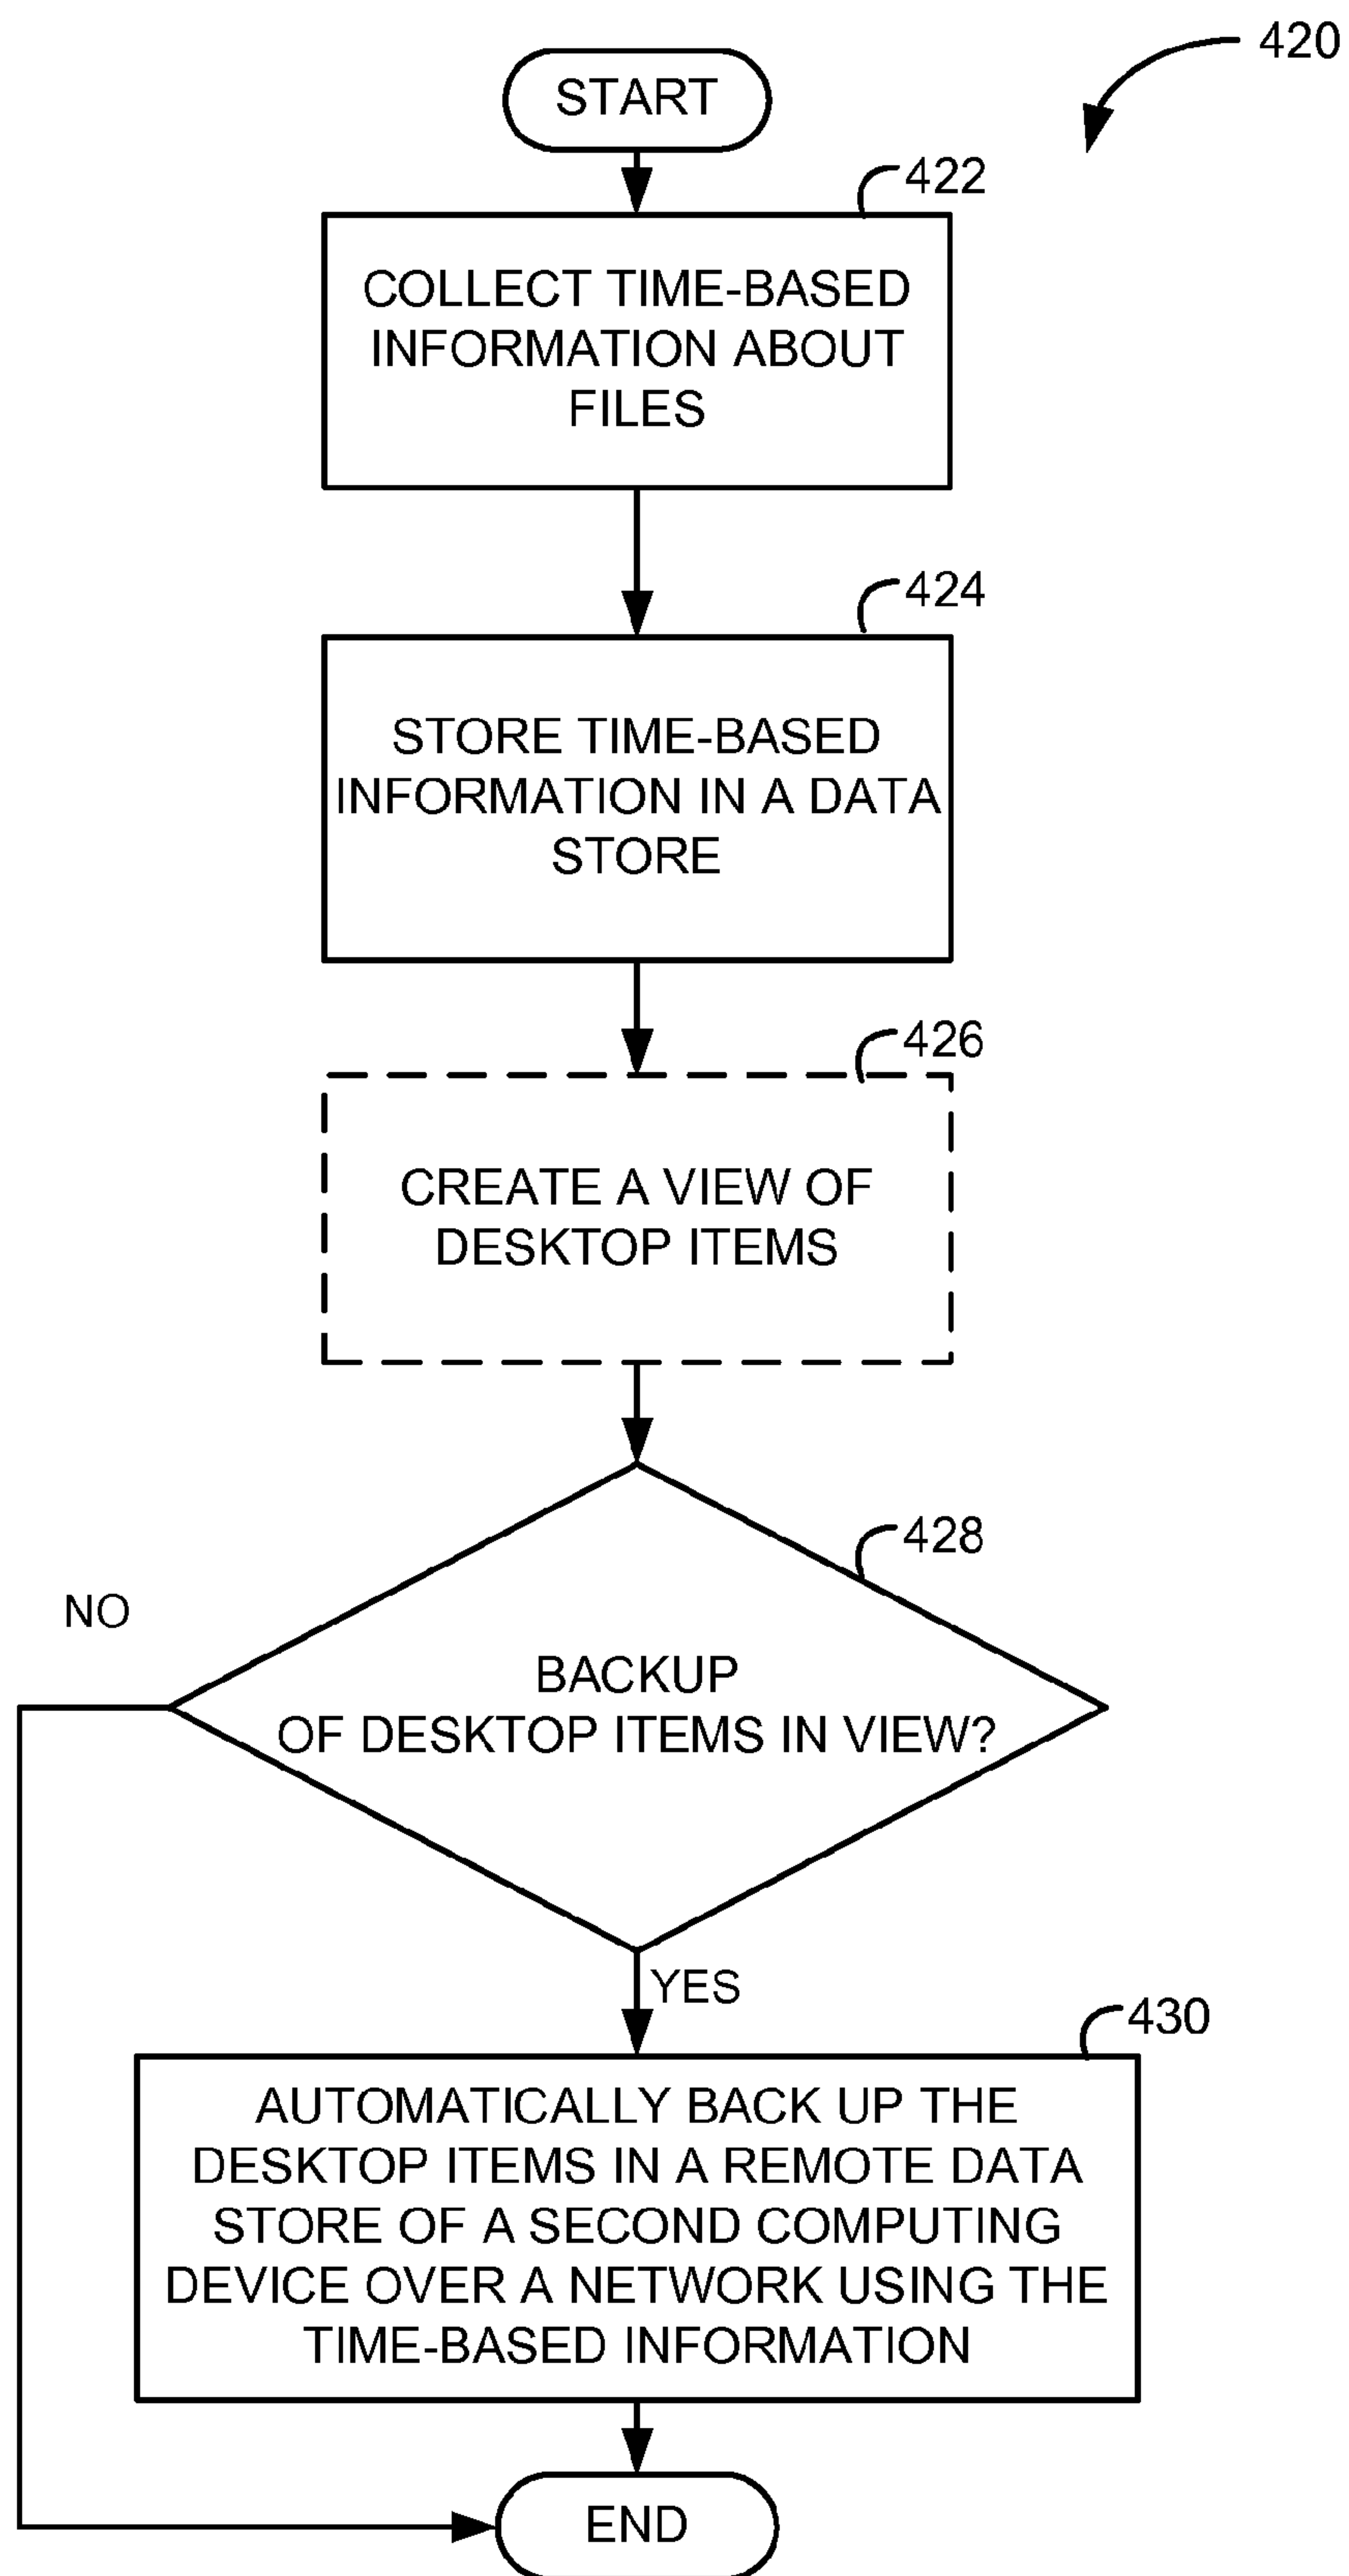 420
START
422
COLLECT TIME-BASED
INFORMATION ABOUT
FILES
424
STORE TIME-BASED
INFORMATION IN A DATA
STORE
426
CREATE A VIEW OF
DESKTOP ITEMS
428
NO
BACKUP
OF DESKTOP ITEMS IN VIEW?
YES
430
AUTOMATICALLY BACK UP THE
DESKTOP ITEMS IN A REMOTE DATA
STORE OF A SECOND COMPUTING
DEVICE OVER A NETWORK USING THE
TIME-BASED INFORMATION
END